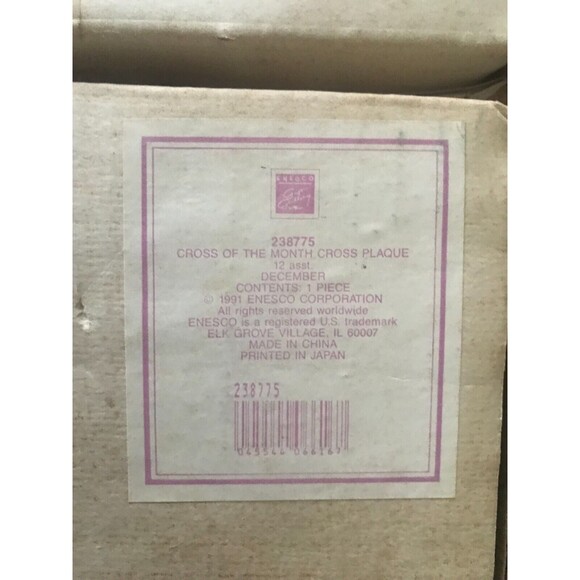 ENESCO
238775
CROSS OF THE MONTH CROSS PLAQUE
12 asst.
DECEMBER
CONTENTS: 1 PIECE
© 1991 ENESCO CORPORATION
All rights reserved worldwide
ENESCO is a registered U.S. trademark
ELK GROVE VILLAGE, IL 60007
MADE IN CHINA
PRINTED IN JAPAN
238775